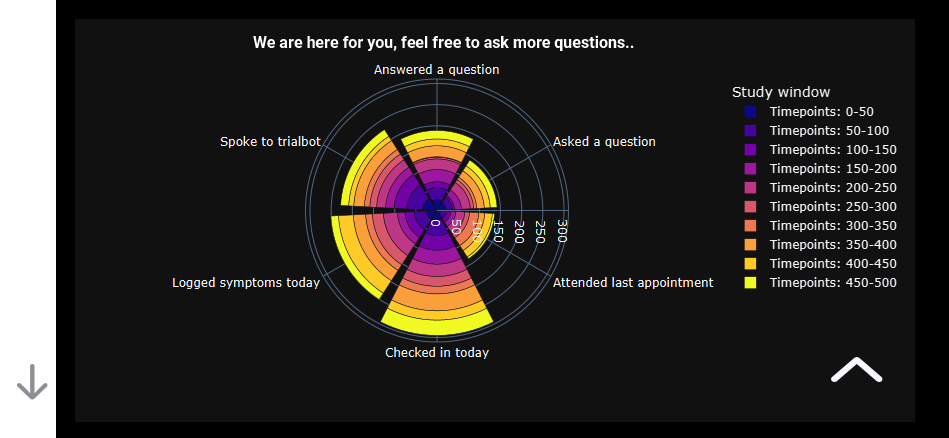 We are here for you, feel free to ask more questions..
Answered a question
Spoke to trialbot
Asked a question
Logged symptoms today
Attended last appointment
Checked in today
0
50
100
150
200
250
300
Study window
Timepoints: 0-50
Timepoints: 50-100
Timepoints: 100-150
Timepoints: 150-200
Timepoints: 200-250
Timepoints: 250-300
Timepoints: 300-350
Timepoints: 350-400
Timepoints: 400-450
Timepoints: 450-500